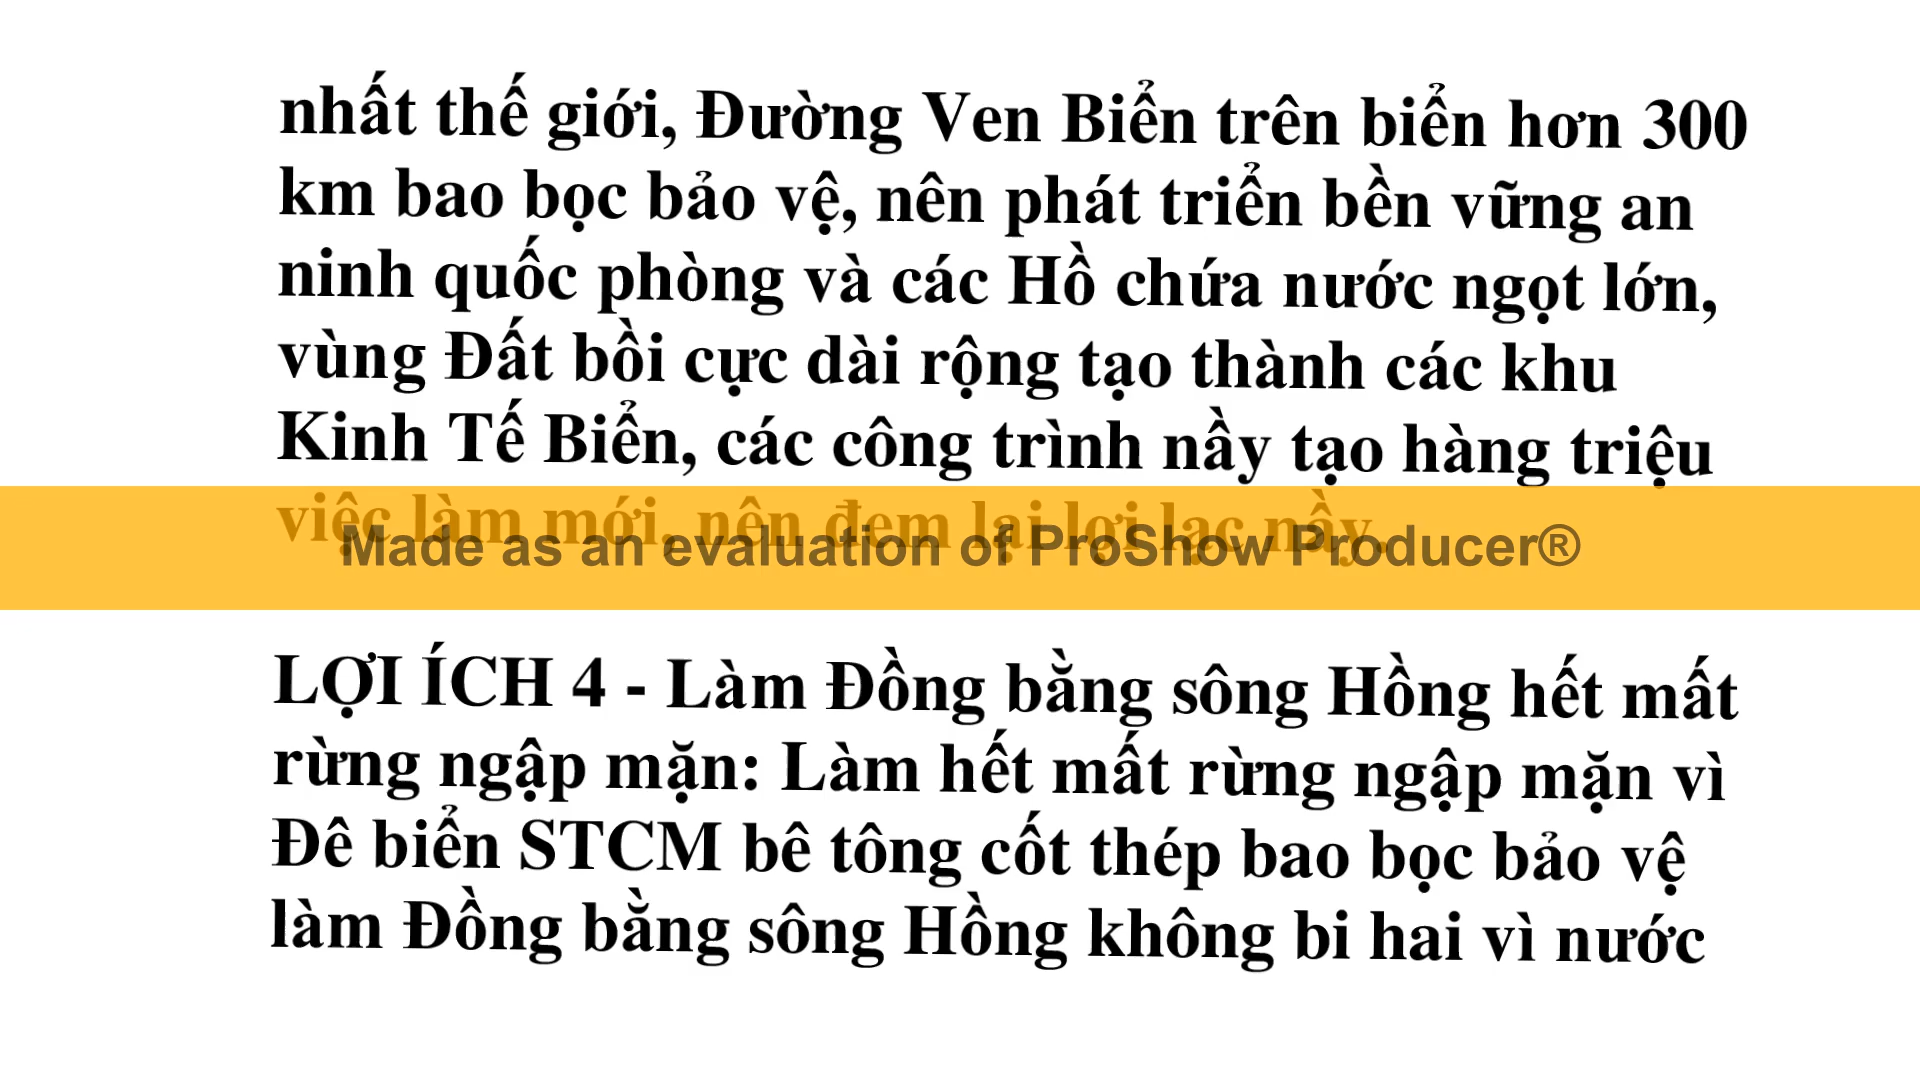 nhất thế giới, Đường Ven Biển trên biển hơn 300
km bao bọc bảo vệ, nên phát triển bền vững an
ninh quốc phòng và các Hồ chứa nước ngọt lớn,
vùng Đất bồi cực dài rộng tạo thành các khu
Kinh Tế Biển, các công trình nầy tạo hàng triệu
việc làm mới, nên đem lại lợi lạc nầy.
Made as an evaluation of ProShow Producer®
LỢI ÍCH 4 - Làm Đồng bằng sông Hồng hết mất
rừng ngập mặn: Làm hết mất rừng ngập mặn vì
Đê biển STCM bê tông cốt thép bao bọc bảo vệ
làm Đồng bằng sông Hồng không bi hai vì nước